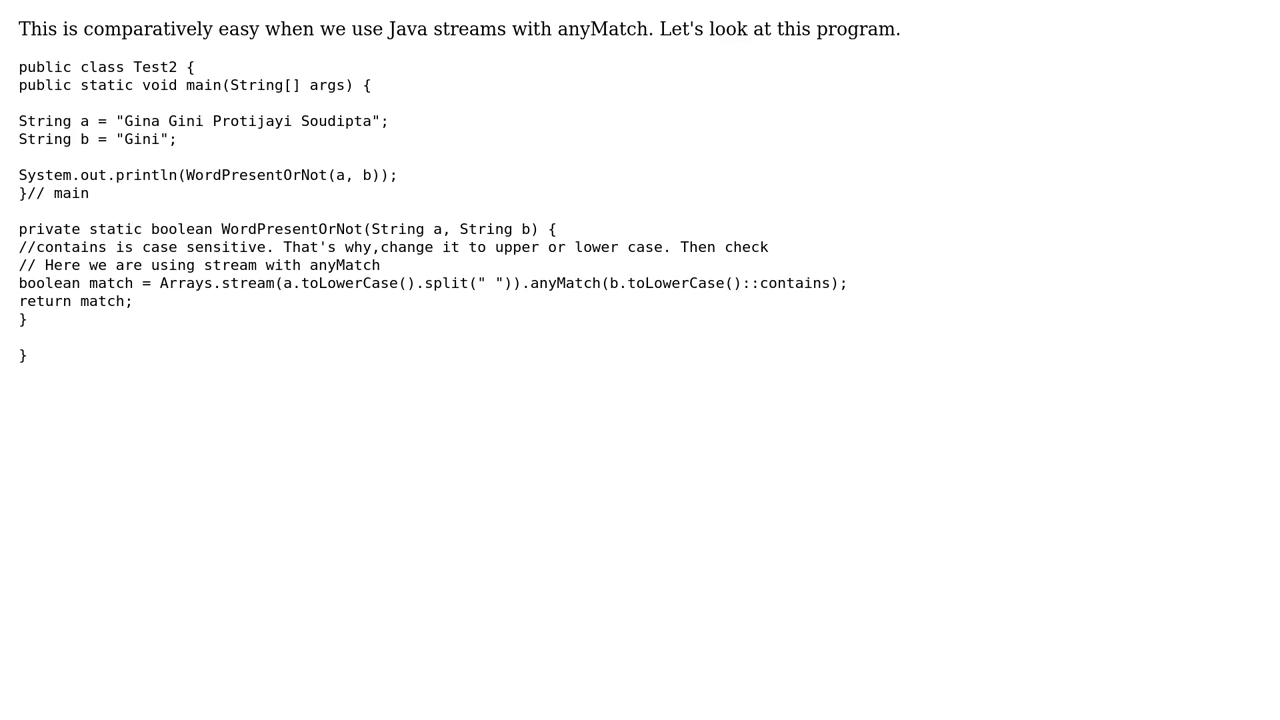 This is comparatively easy when we use Java streams with anyMatch. Let's look at this program.
public class Test2 {
public static void main(String[] args) {
String a = "Gina Gini Protijayi Soudipta";
String b = "Gini";
System.out.println(WordPresentOrNot(a, b));
}// main
private static boolean WordPresentOrNot(String a, String b) {
//contains is case sensitive. That's why,change it to upper or lower case. Then check
// Here we are using stream with anyMatch
boolean match = Arrays.stream(a.toLowerCase().split(" ")).anyMatch(b.toLowerCase()::contains);
return match;
}
}